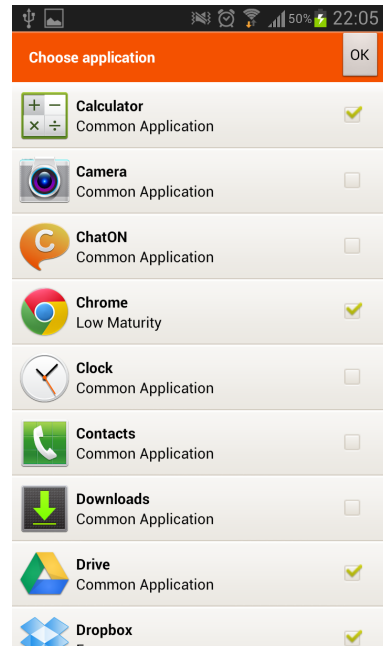 50% 22:05
Choose application OK
Calculator
Common Application
Camera
Common Application
ChatON
Common Application
Chrome
Low Maturity
Clock
Common Application
Contacts
Common Application
Downloads
Common Application
Drive
Common Application
Dropbox